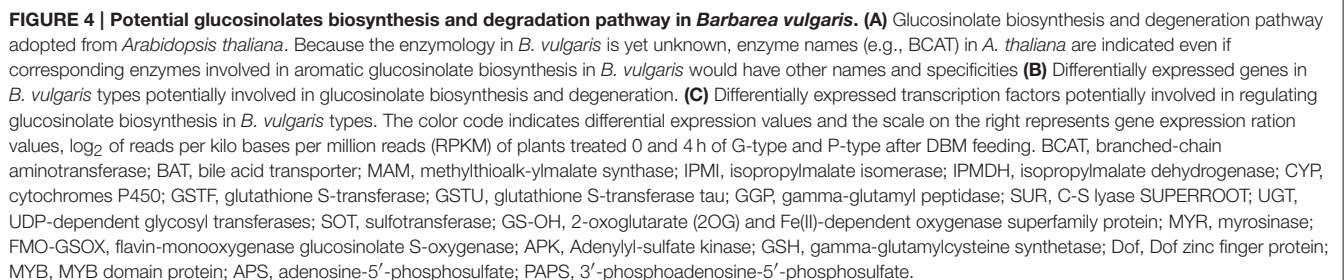 FIGURE 4 | Potential glucosinolates biosynthesis and degradation pathway in Barbarea vulgaris. (A) Glucosinolate biosynthesis and degeneration pathway
adopted from Arabidopsis thaliana. Because the enzymology in B. vulgaris is yet unknown, enzyme names (e.g., BCAT) in A. thaliana are indicated even if
corresponding enzymes involved in aromatic glucosinolate biosynthesis in B. vulgaris would have other names and specificities (B) Differentially expressed genes in
B. vulgaris types potentially involved in glucosinolate biosynthesis and degeneration. (C) Differentially expressed transcription factors potentially involved in regulating
glucosinolate biosynthesis in B. vulgaris types. The color code indicates differential expression values and the scale on the right represents gene expression ration
values, log₂ of reads per kilo bases per million reads (RPKM) of plants treated 0 and 4 h of G-type and P-type after DBM feeding. BCAT, branched-chain
aminotransferase; BAT, bile acid transporter; MAM, methylthioalk-ylmalate synthase; IPMI, isopropylmalate isomerase; IPMDH, isopropylmalate dehydrogenase; CYP,
cytochromes P450; GSTF, glutathione S-transferase; GSTU, glutathione S-transferase tau; GGP, gamma-glutamyl peptidase; SUR, C-S lyase SUPERROOT; UGT,
UDP-dependent glycosyl transferases; SOT, sulfotransferase; GS-OH, 2-oxoglutarate (2OG) and Fe(II)-dependent oxygenase superfamily protein; MYR, myrosinase;
FMO-GSOX, flavin-monooxygenase glucosinolate S-oxygenase; APK, Adenylyl-sulfate kinase; GSH, gamma-glutamylcysteine synthetase; Dof, Dof zinc finger protein;
MYB, MYB domain protein; APS, adenosine-5′-phosphosulfate; PAPS, 3′-phosphoadenosine-5′-phosphosulfate.